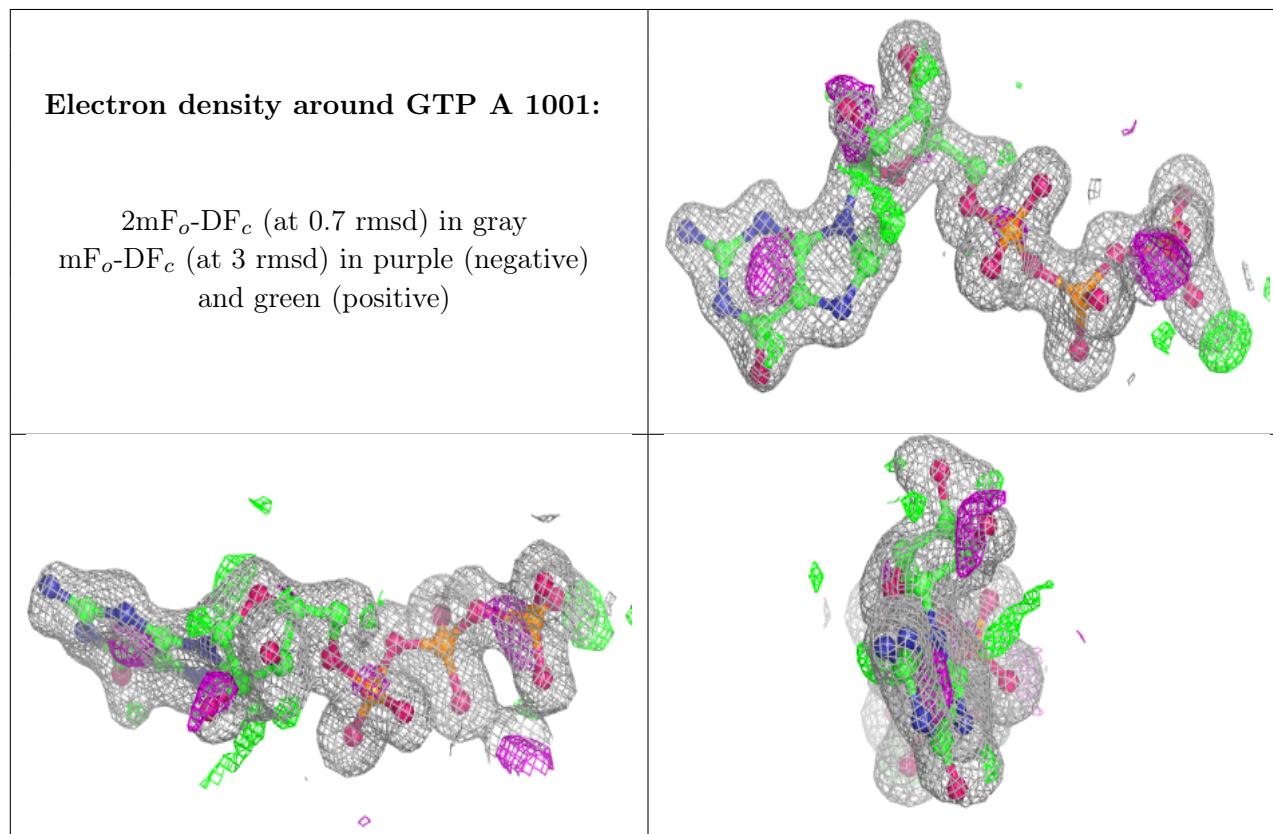 Electron density around GTP A 1001:
2mFₒ-DF𝒸 (at 0.7 rmsd) in gray
mFₒ-DF𝒸 (at 3 rmsd) in purple (negative)
and green (positive)